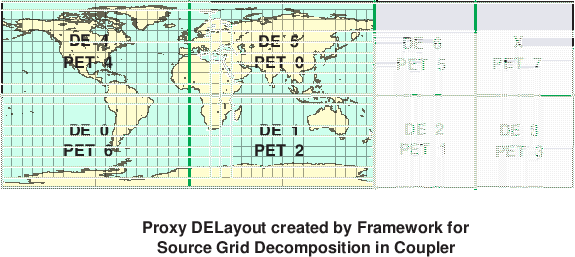 DE 4
DE 5
DE 6
X
PET 4
PET 0
PET 5
PET 7
DE 0
DE 1
DE 2
DE
PET 6
PET 2
PET 1
PET 3
Proxy DELayout created by Framework for
Source Grid Decomposition in Coupler